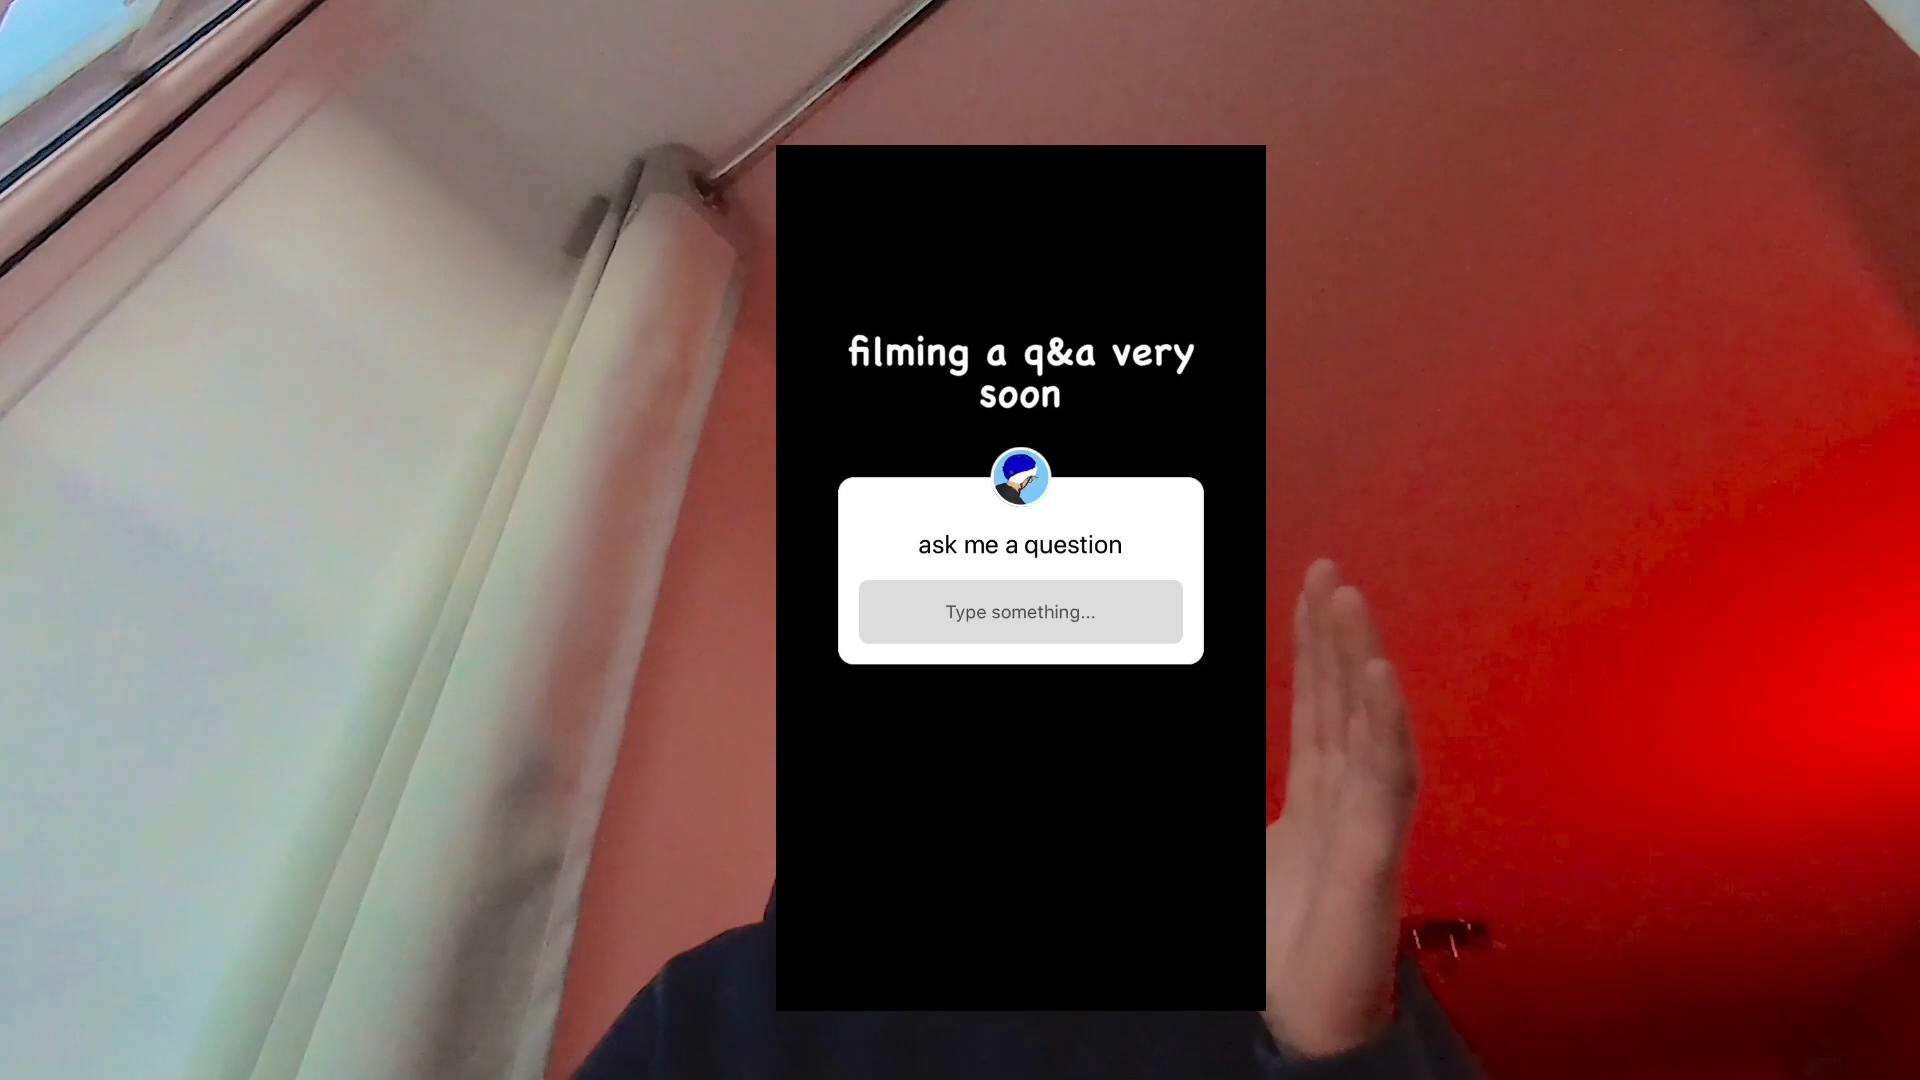 filming a q&a very
soon
ask me a question
Type something...